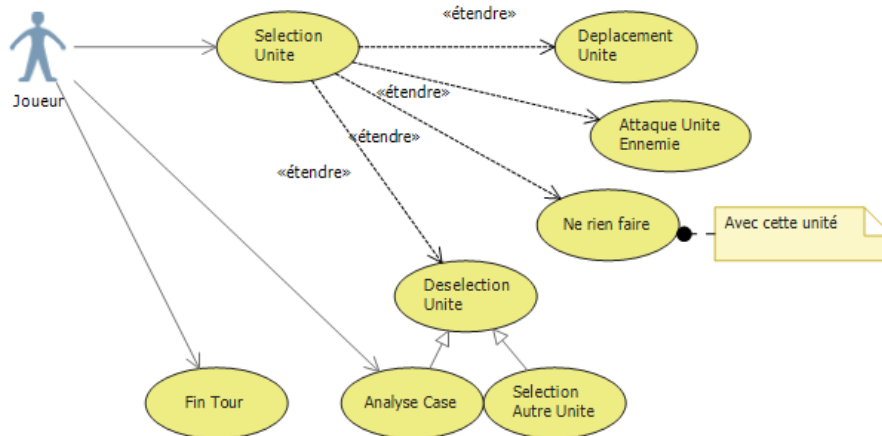 «étendre»
Selection
Unite
Deplacement
Unite
Joueur
«étendre»
Attaque Unite
Ennemie
«étendre»
«étendre»
Ne rien faire
Avec cette unité
Deselection
Unite
Fin Tour
Analyse Case
Selection
Autre Unite